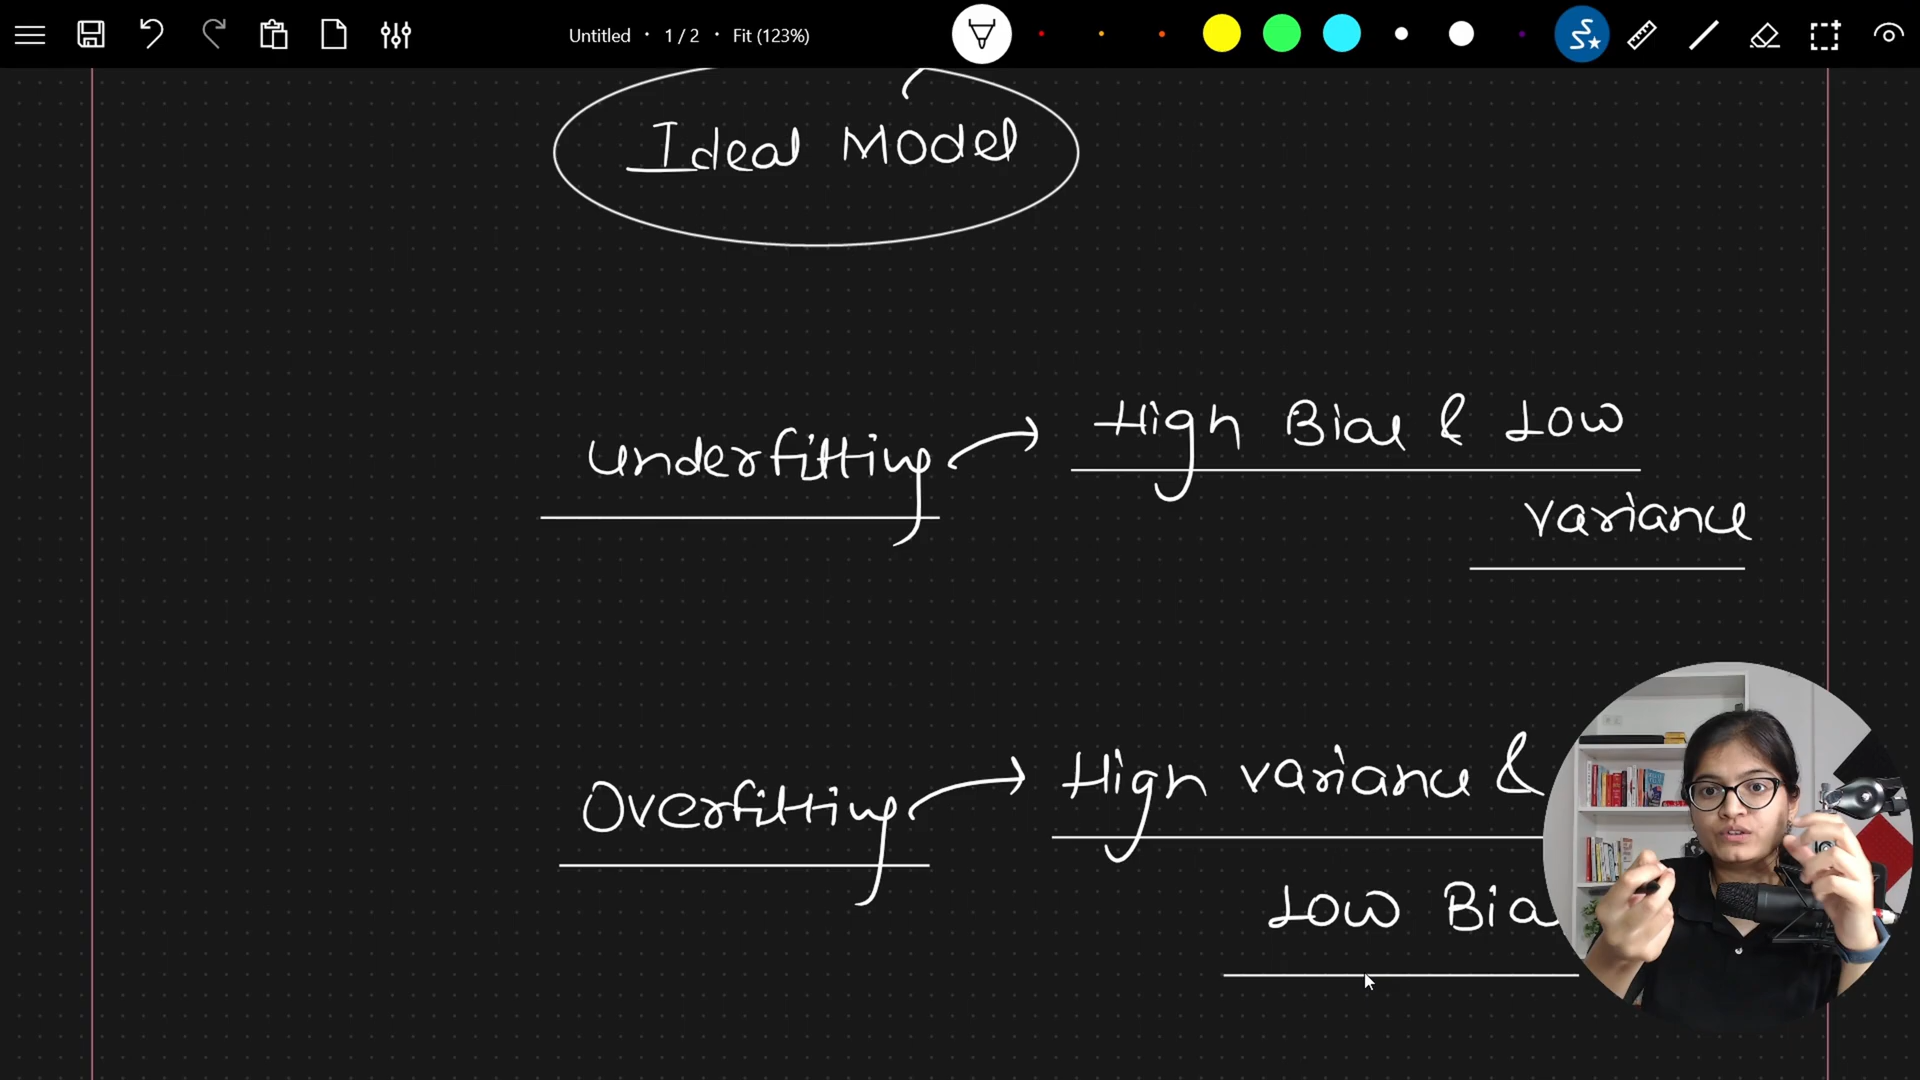 Untitled • 1 / 2 • Fit (123%)
Ideal Model
Underfitting → High Bias & Low
variance
Overfitting → High variance &
Low Bia